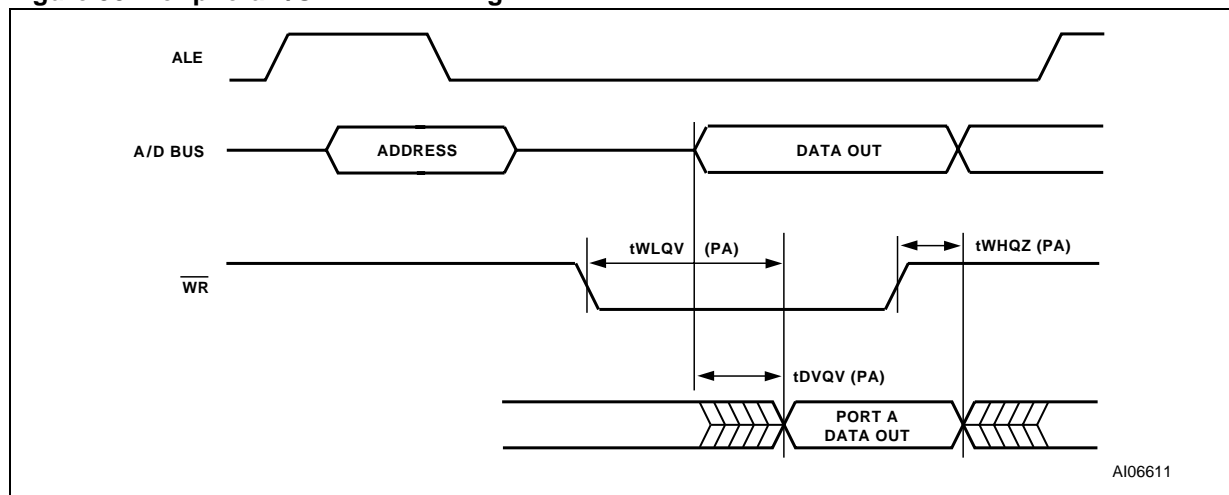 ALE
A/D BUS
ADDRESS
DATA OUT
tWLQV (PA)
tWHQZ (PA)
WR
tDVQV (PA)
PORT A
DATA OUT
AI06611